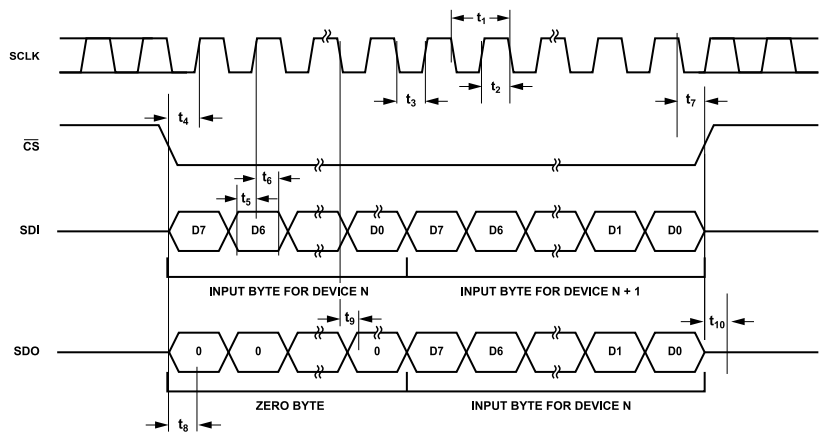 t1
SCLK
t3
t2
t7
t4
CS
t6
t5
SDI
D7
D6
D0
D7
D6
D1
D0
INPUT BYTE FOR DEVICE N
INPUT BYTE FOR DEVICE N + 1
t9
t10
SDO
0
0
0
D7
D6
D1
D0
ZERO BYTE
INPUT BYTE FOR DEVICE N
t8